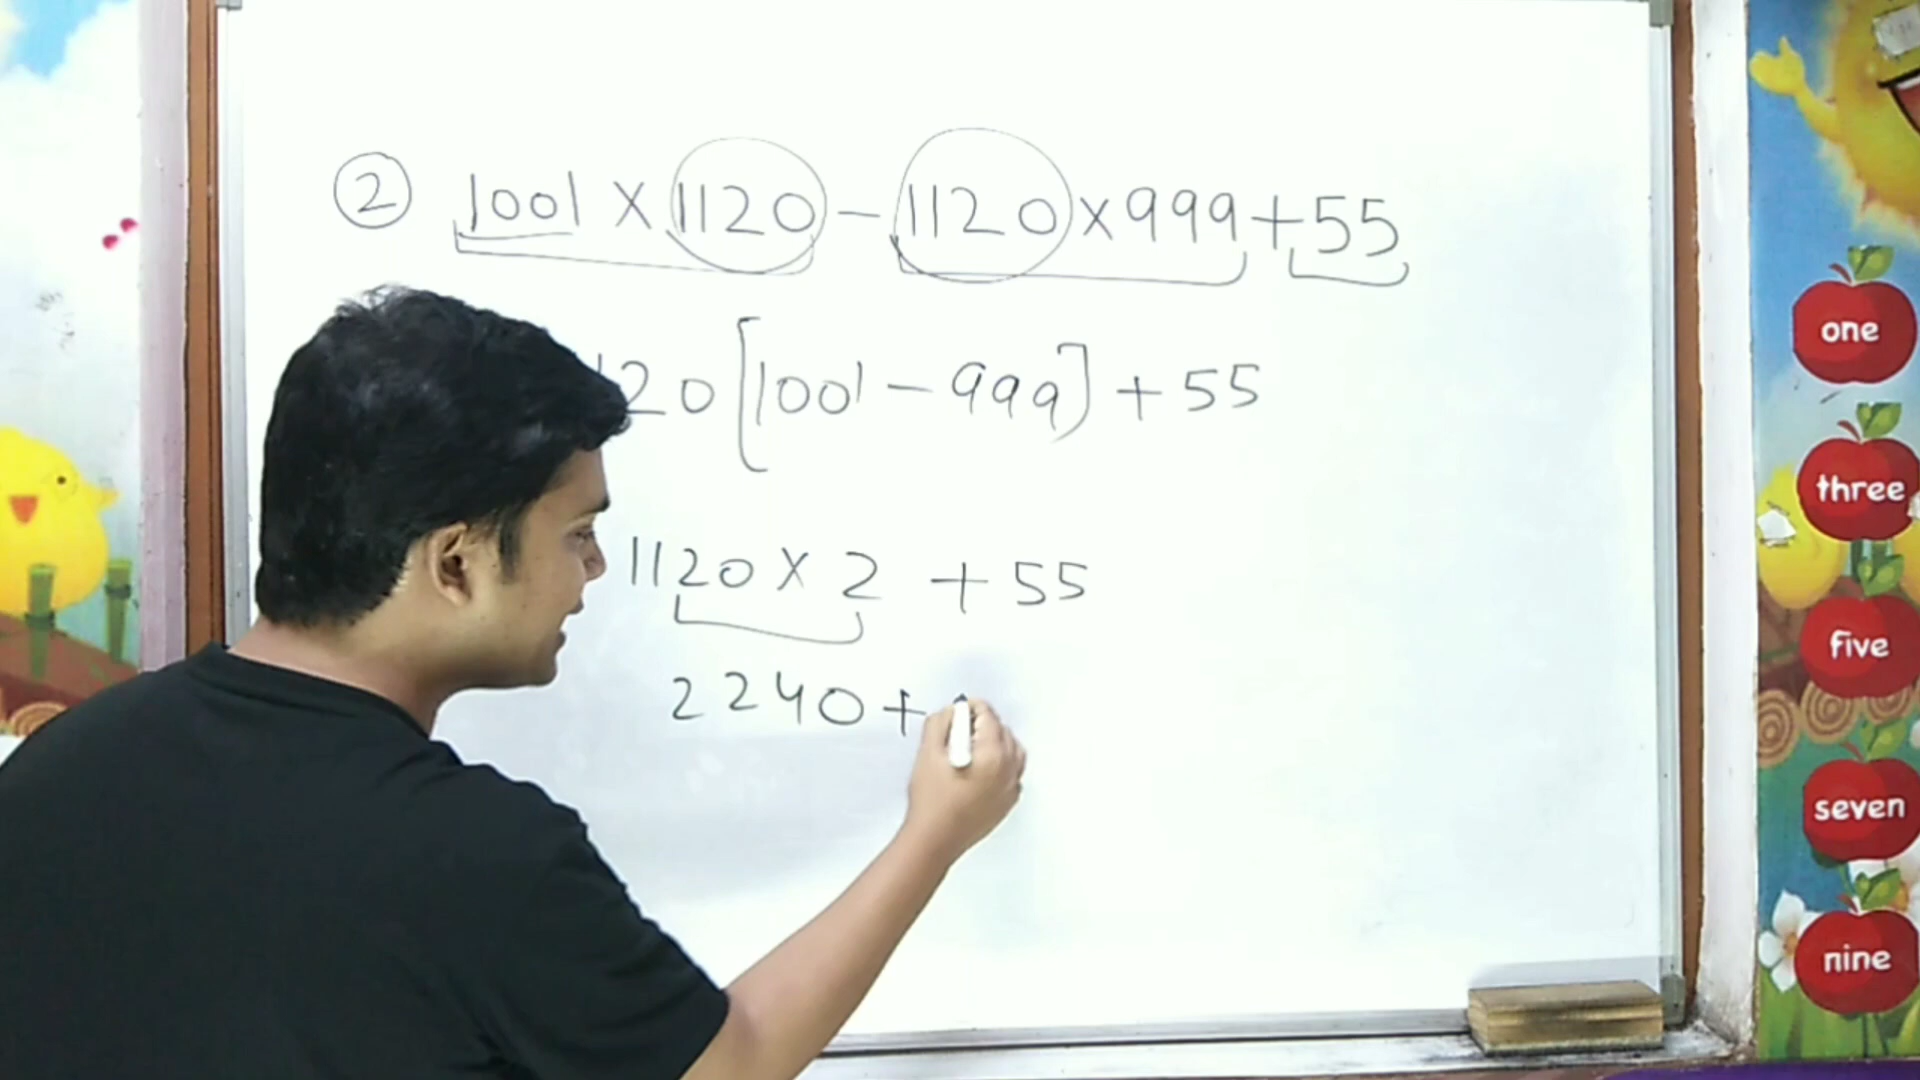 ② 1001 × 1120 − 1120 × 999 + 55
20 [1001 − 999] + 55
1120 × 2 + 55
2240 +
one
three
five
seven
nine